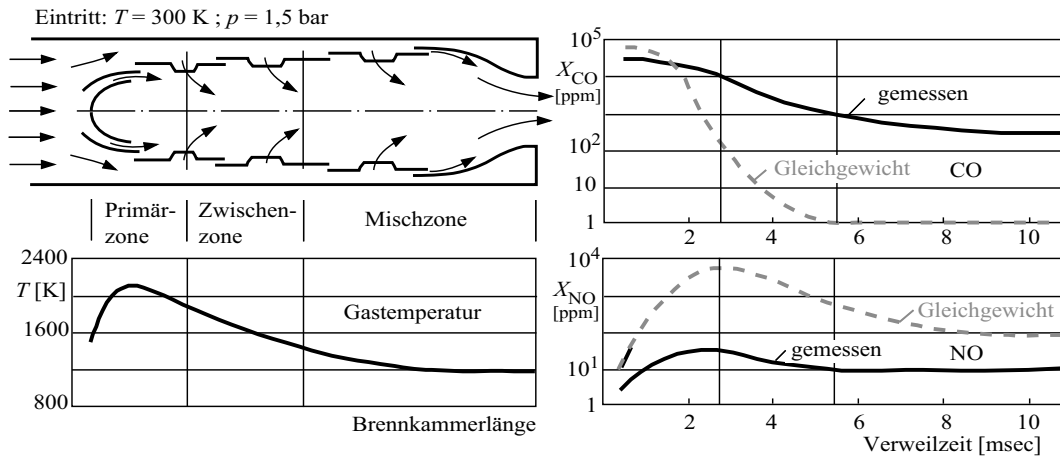 Eintritt: T = 300 K ; p = 1,5 bar
Primär-
zone
Zwischen-
zone
Mischzone
2400
T [K]
1600
1200
800
Gastemperatur
Brennkammerlänge
10^5
X_CO
[ppm]
10^2
10
1
gemessen
Gleichgewicht
CO
2 4 6 8 10
10^4
X_NO
[ppm]
10^1
1
Gleichgewicht
gemessen
NO
2 4 6 8 10
Verweilzeit [msec]